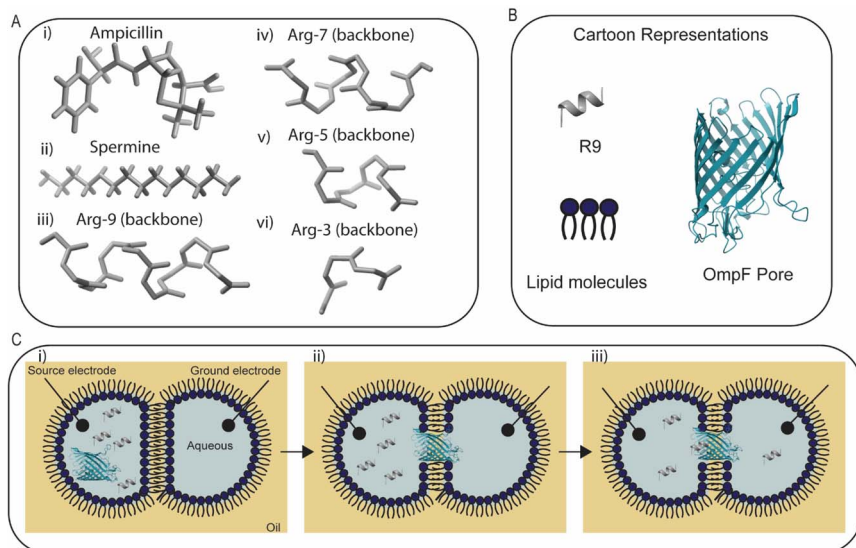 A
i) Ampicillin
ii) Spermine
iii) Arg-9 (backbone)
iv) Arg-7 (backbone)
v) Arg-5 (backbone)
vi) Arg-3 (backbone)
B
Cartoon Representations
R9
Lipid molecules
OmpF Pore
C
i)
Source electrode
Ground electrode
Aqueous
Oil
ii)
iii)